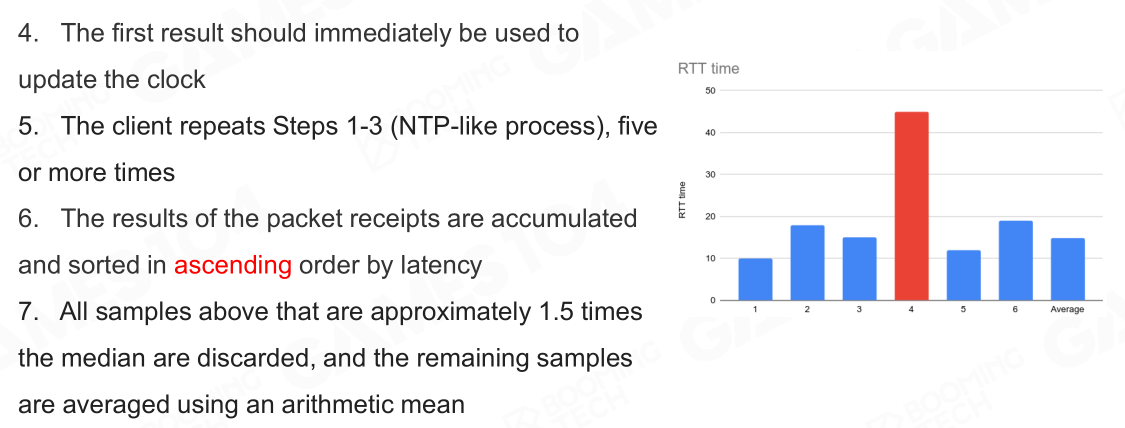 4. The first result should immediately be used to
update the clock
5. The client repeats Steps 1-3 (NTP-like process), five
or more times
6. The results of the packet receipts are accumulated
and sorted in ascending order by latency
7. All samples above that are approximately 1.5 times
the median are discarded, and the remaining samples
are averaged using an arithmetic mean
RTT time
50
40
30
20
10
0
RTT time
1 2 3 4 5 6 Average
GAMES104
BOOMING
TECH